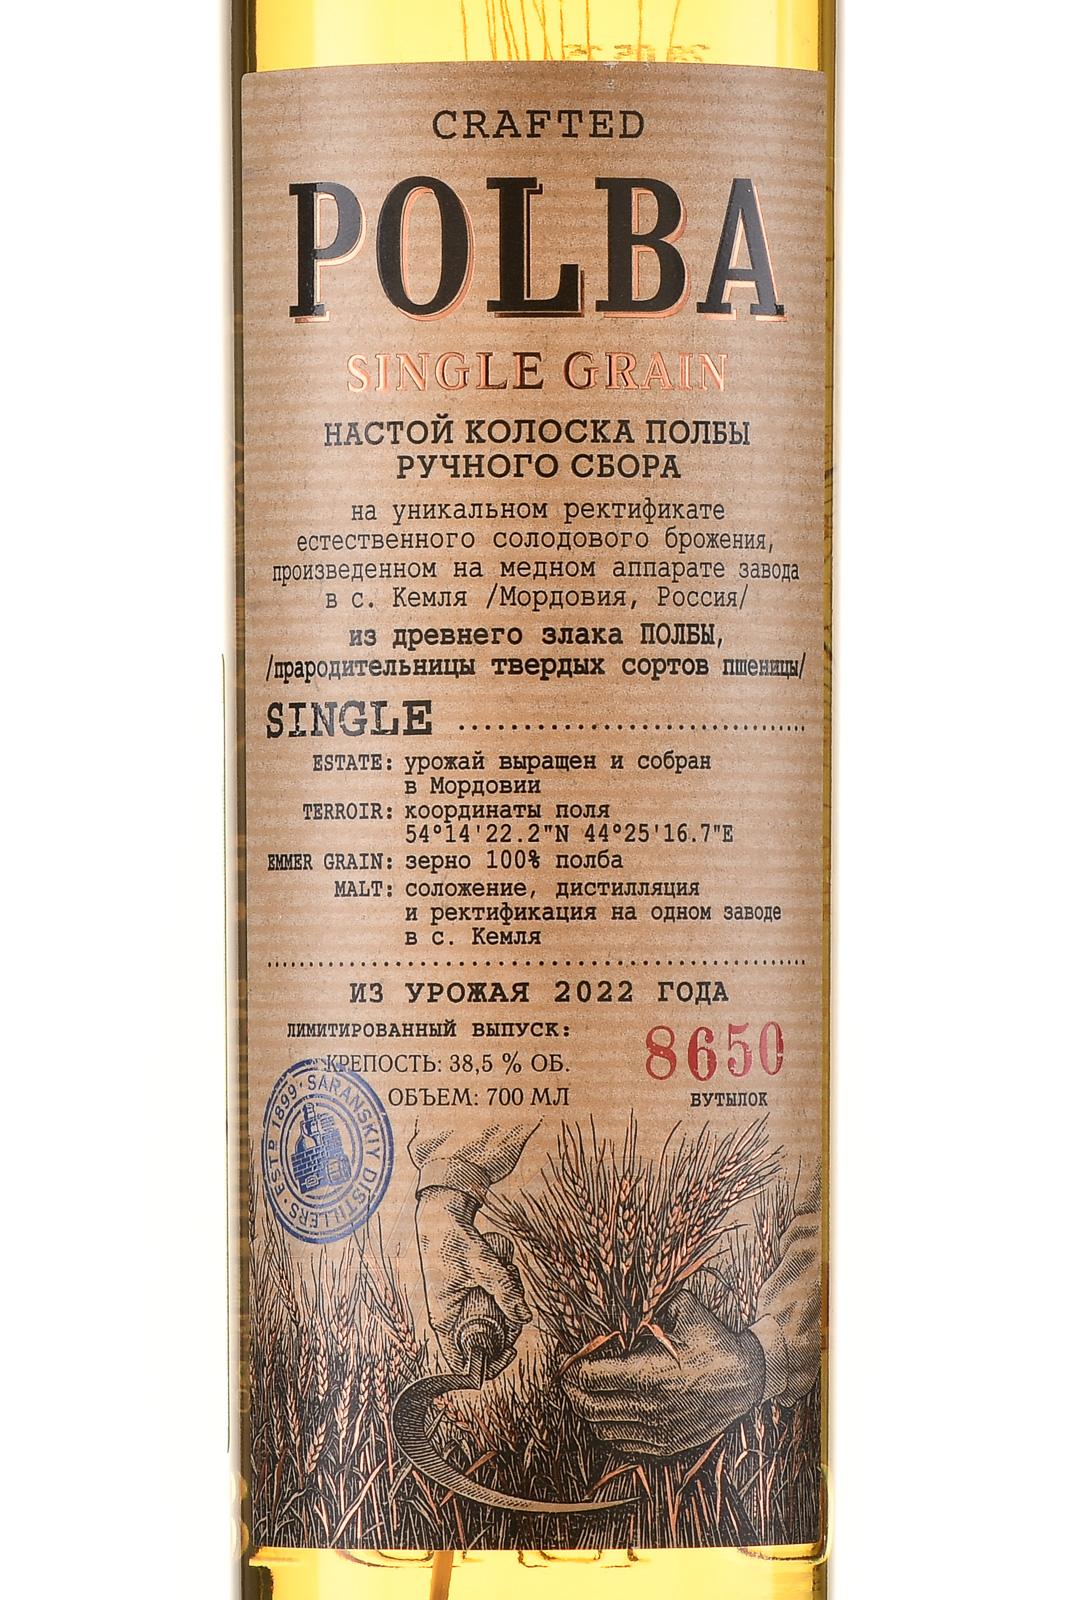 CRAFTED
POLBA
SINGLE GRAIN
НАСТОЙ КОЛОСКА ПОЛБЫ
РУЧНОГО СБОРА
на уникальном ректификате
естественного солодового брожения,
произведенном на медном аппарате завода
в с. Кемля /Мордовия, Россия/
из древнего злака ПОЛБЫ,
/прародительницы твердых сортов пшеницы/
SINGLE
ESTATE: урожай выращен и собран
в Мордовии
TERROIR: координаты поля
54°14'22.2"N 44°25'16.7"E
EMMER GRAIN: зерно 100% полба
MALT: соложение, дистилляция
и ректификация на одном заводе
в с. Кемля
ИЗ УРОЖАЯ 2022 ГОДА
ЛИМИТИРОВАННЫЙ ВЫПУСК: 8650
БУТЫЛОК
КРЕПОСТЬ: 38,5 % ОБ.
ОБЪЕМ: 700 МЛ
ESTD 1899 · SARANSKIY DISTILLERS ·